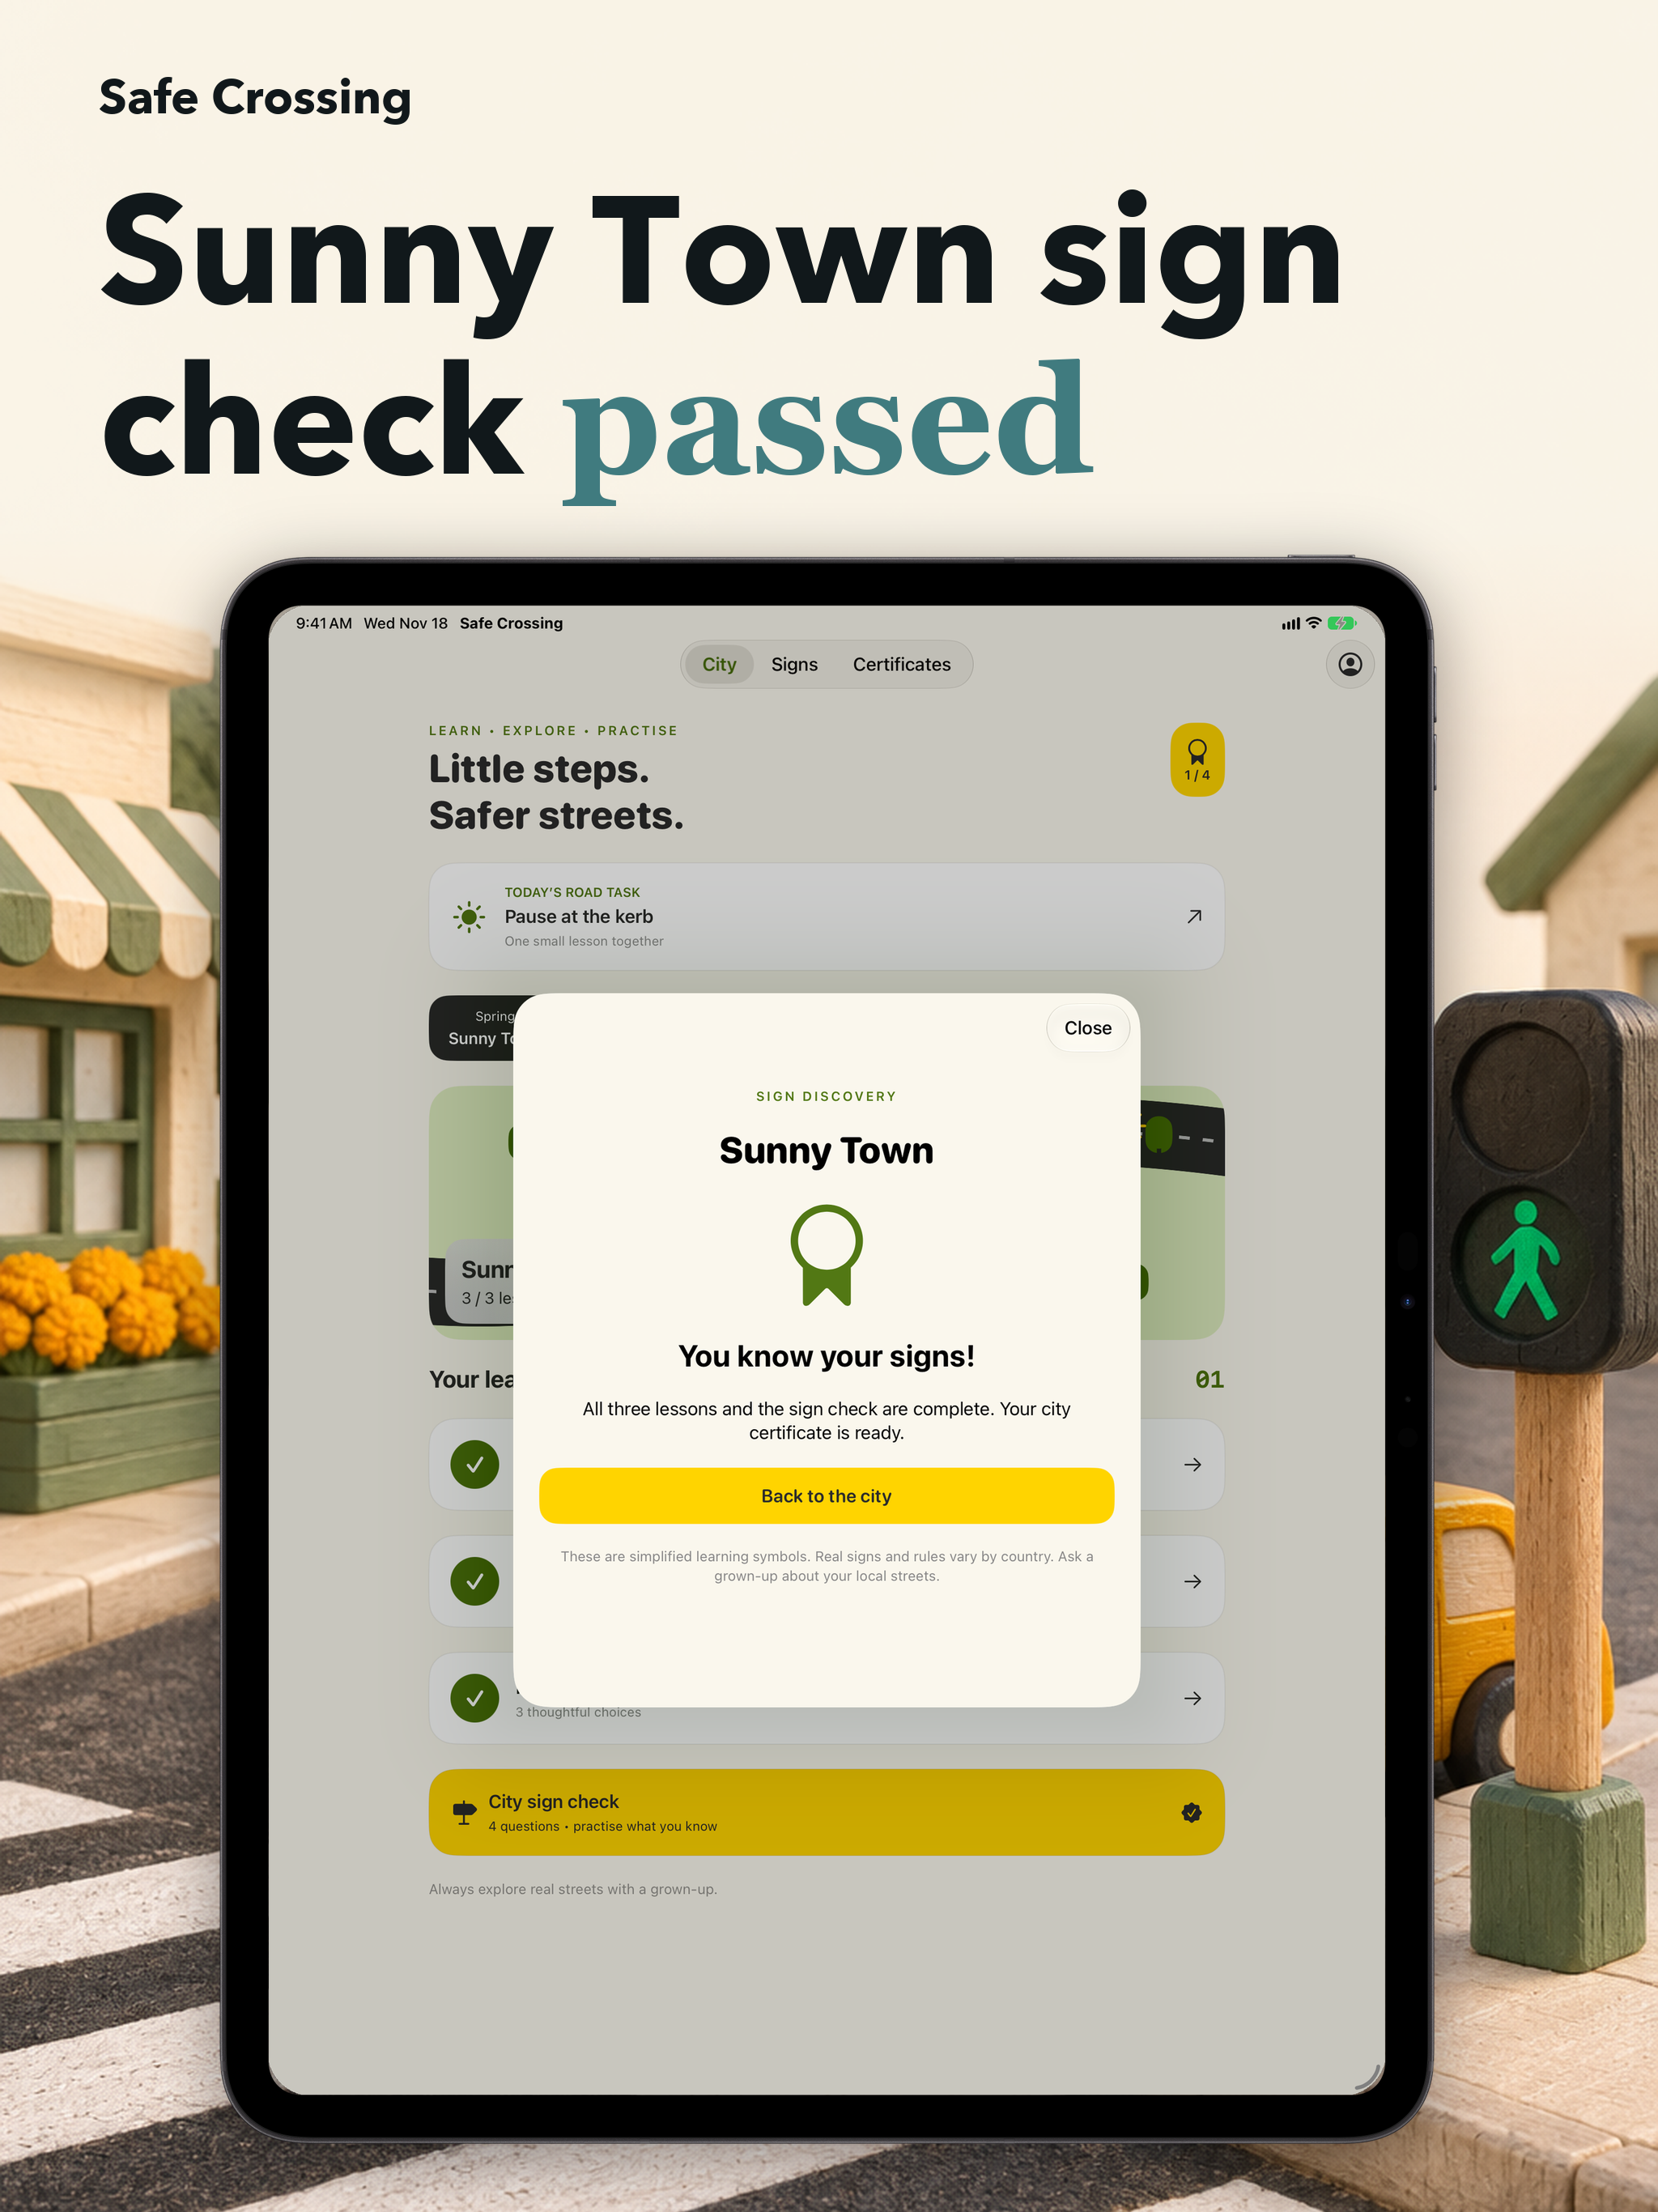 Safe Crossing
Sunny Town sign
check passed
9:41 AM Wed Nov 18 Safe Crossing
City Signs Certificates
LEARN • EXPLORE • PRACTISE
Little steps.
Safer streets.
1 / 4
TODAY'S ROAD TASK
Pause at the kerb
One small lesson together
Spring
Sunny
Close
SIGN DISCOVERY
Sunny Town
You know your signs!
All three lessons and the sign check are complete. Your city
certificate is ready.
Back to the city
These are simplified learning symbols. Real signs and rules vary by country. Ask a
grown-up about your local streets.
3 / 3
Your
01
3 thoughtful choices
City sign check
4 questions • practise what you know
Always explore real streets with a grown-up.